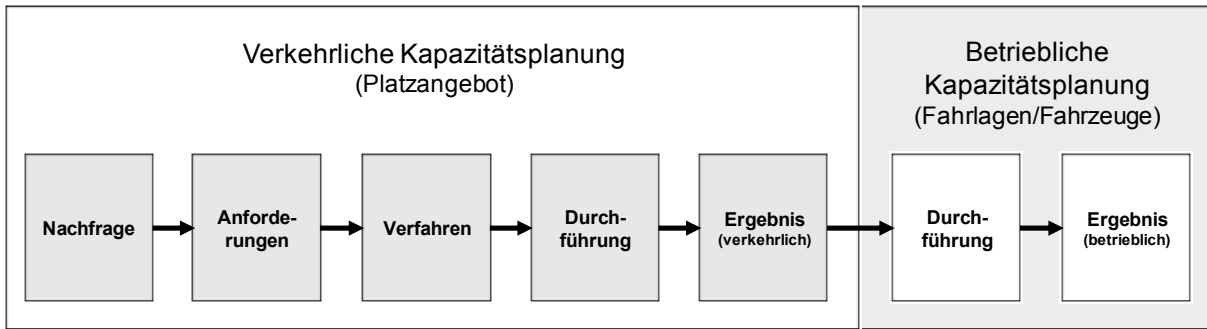 Verkehrliche Kapazitätsplanung
(Platzangebot)
Betriebliche
Kapazitätsplanung
(Fahrlagen/Fahrzeuge)
Nachfrage
Anforde-
rungen
Verfahren
Durch-
führung
Ergebnis
(verkehrlich)
Durch-
führung
Ergebnis
(betrieblich)